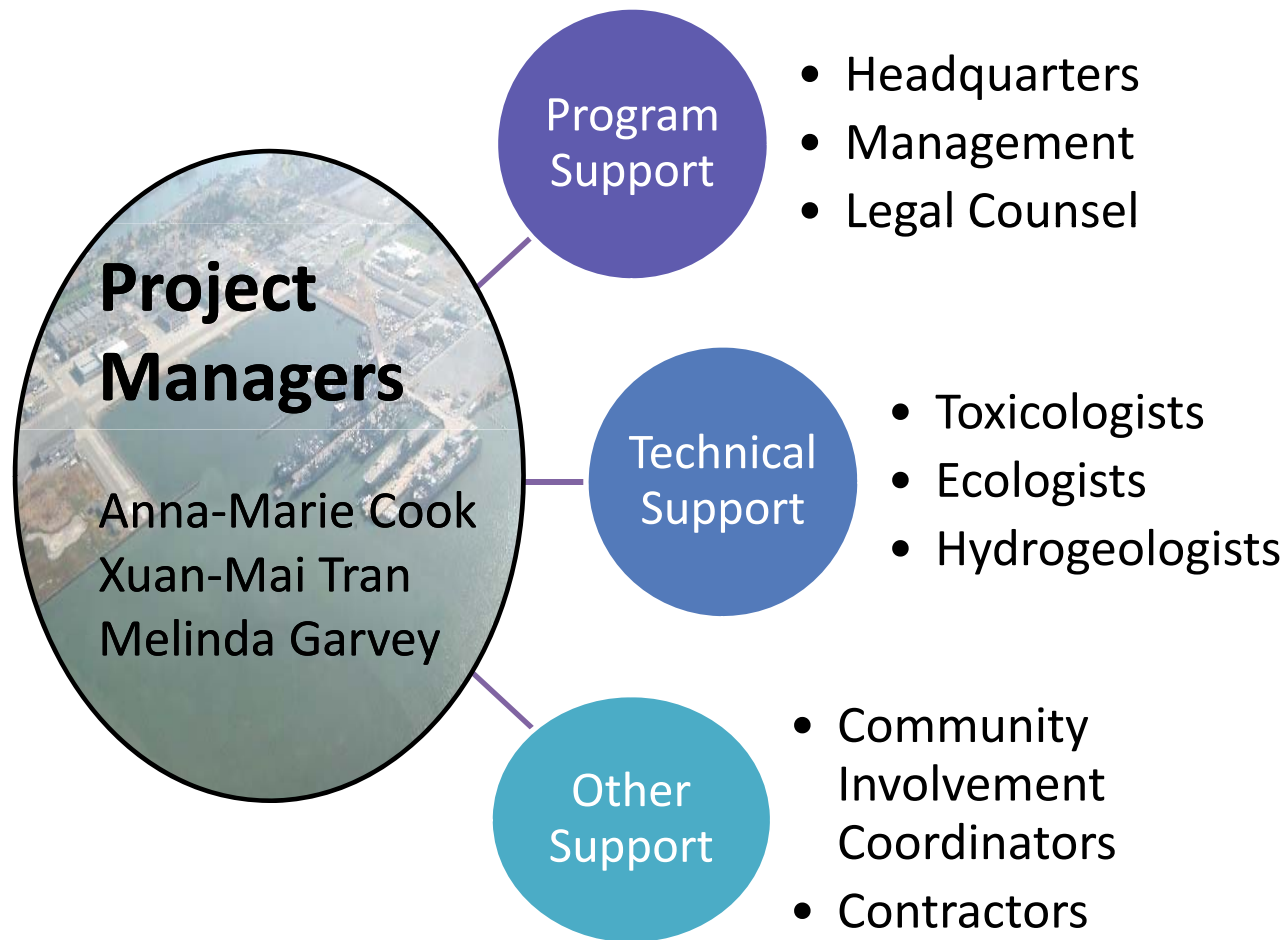 Project
Managers
Anna-Marie Cook
Xuan-Mai Tran
Melinda Garvey
Program
Support
• Headquarters
• Management
• Legal Counsel
Technical
Support
• Toxicologists
• Ecologists
• Hydrogeologists
Other
Support
• Community
Involvement
Coordinators
• Contractors